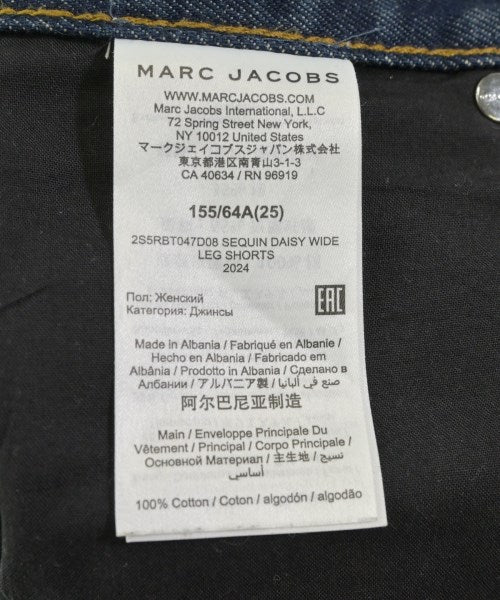 MARC JACOBS
WWW.MARCJACOBS.COM
Marc Jacobs International, L.L.C
72 Spring Street New York,
NY 10012 United States
マークジェイコブスジャパン株式会社
東京都港区南青山3-1-3
CA 40634 / RN 96919
155/64A(25)
2S5RBT047D08 SEQUIN DAISY WIDE
LEG SHORTS
2024
Пол: Женский
Категория: Джинсы
EAC
Made in Albania / Fabriqué en Albanie /
Hecho en Albania / Fabricado em
Albânia / Prodotto in Albania / Сделано в
Албании / アルバニア製 / صنع في ألبانيا /
阿尔巴尼亚制造
Main / Enveloppe Principale Du
Vêtement / Principal / Corpo Principale /
Основной Материал / 主生地 / نسيج
أساسي
100% Cotton / Coton / algodón / algodão